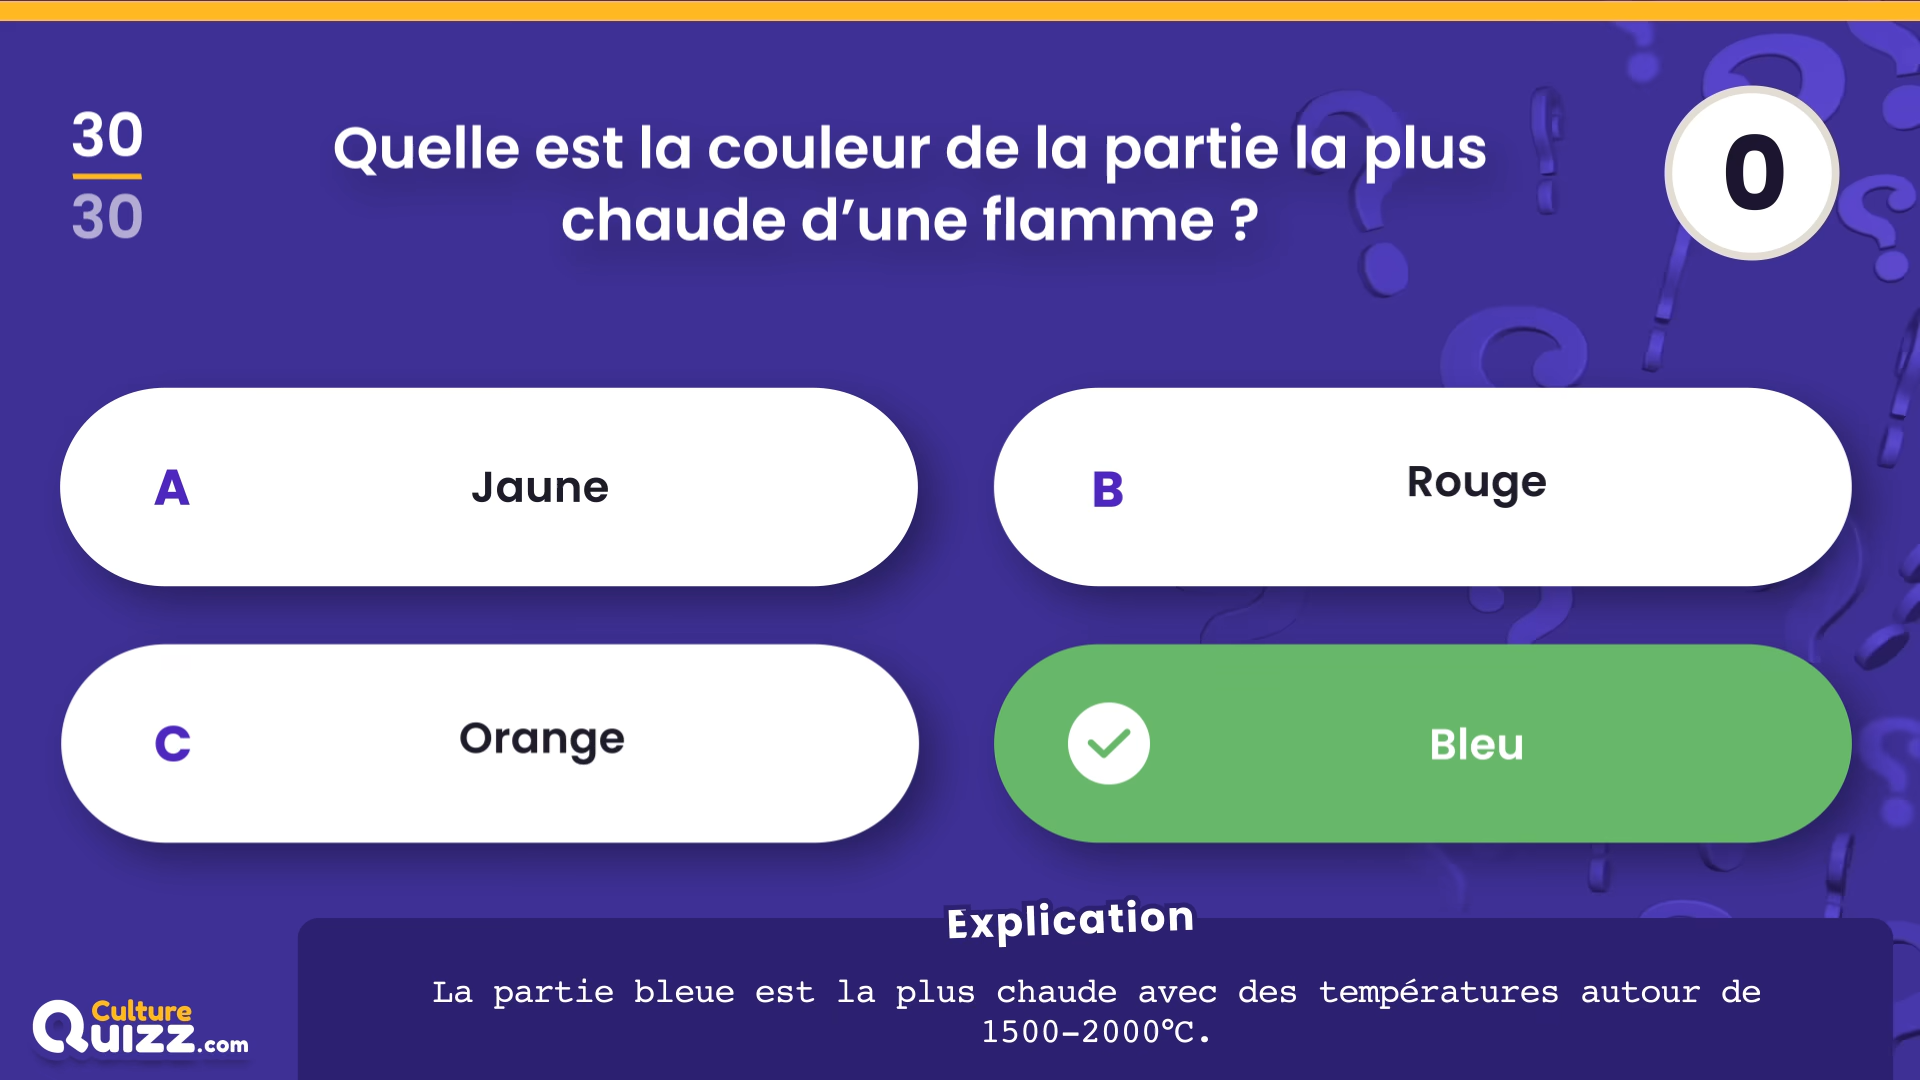 30
30
Quelle est la couleur de la partie la plus
chaude d’une flamme ?
0
A
Jaune
B
Rouge
C
Orange
Bleu
Explication
La partie bleue est la plus chaude avec des températures autour de
1500-2000°C.
Culture
Quizz.com